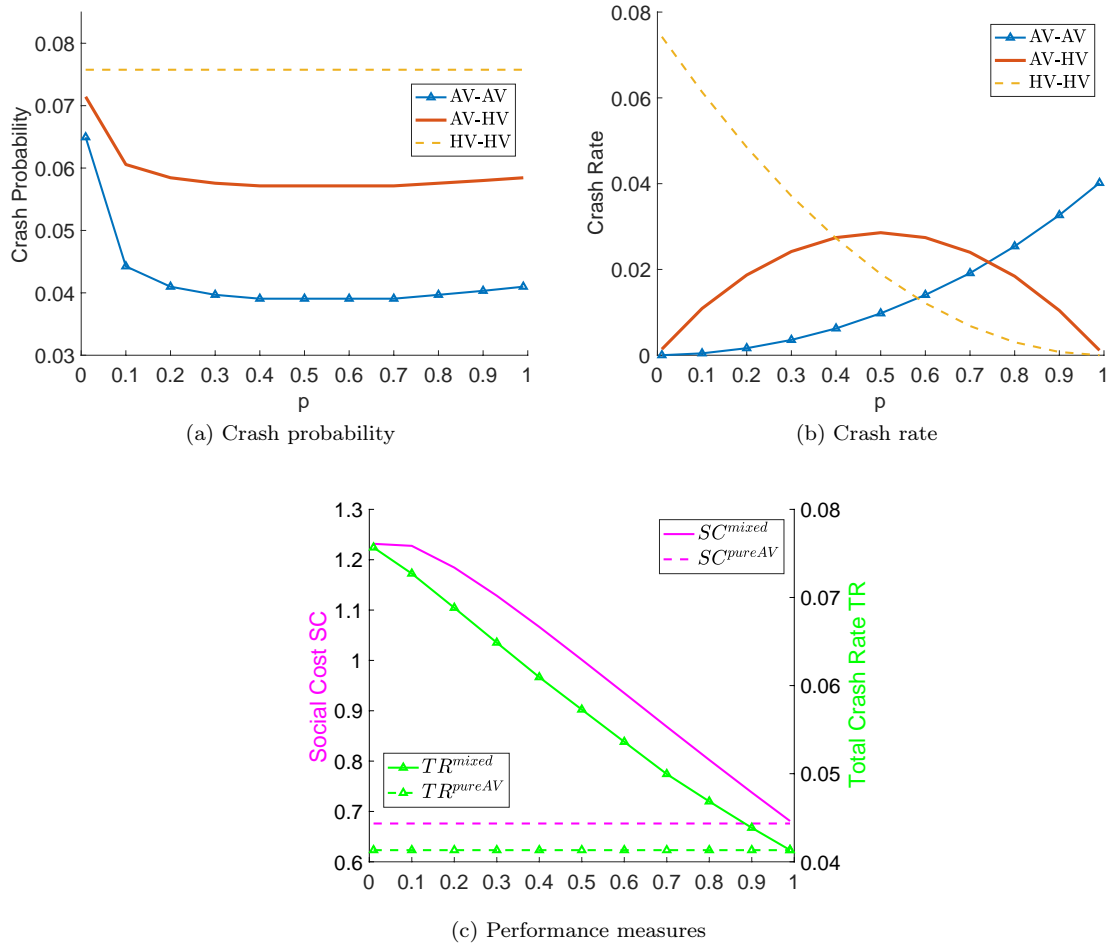 0.08
0.07
0.06
0.05
0.04
0.03
Crash Probability
AV-AV
AV-HV
HV-HV
0 0.1 0.2 0.3 0.4 0.5 0.6 0.7 0.8 0.9 1
p
(a) Crash probability
0.08
0.06
0.04
0.02
0
Crash Rate
AV-AV
AV-HV
HV-HV
0 0.1 0.2 0.3 0.4 0.5 0.6 0.7 0.8 0.9 1
p
(b) Crash rate
1.3
1.2
1.1
1
0.9
0.8
0.7
0.6
Social Cost SC
SC^{mixed}
SC^{pureAV}
TR^{mixed}
TR^{pureAV}
0.08
0.07
0.06
0.05
0.04
Total Crash Rate TR
0 0.1 0.2 0.3 0.4 0.5 0.6 0.7 0.8 0.9 1
(c) Performance measures